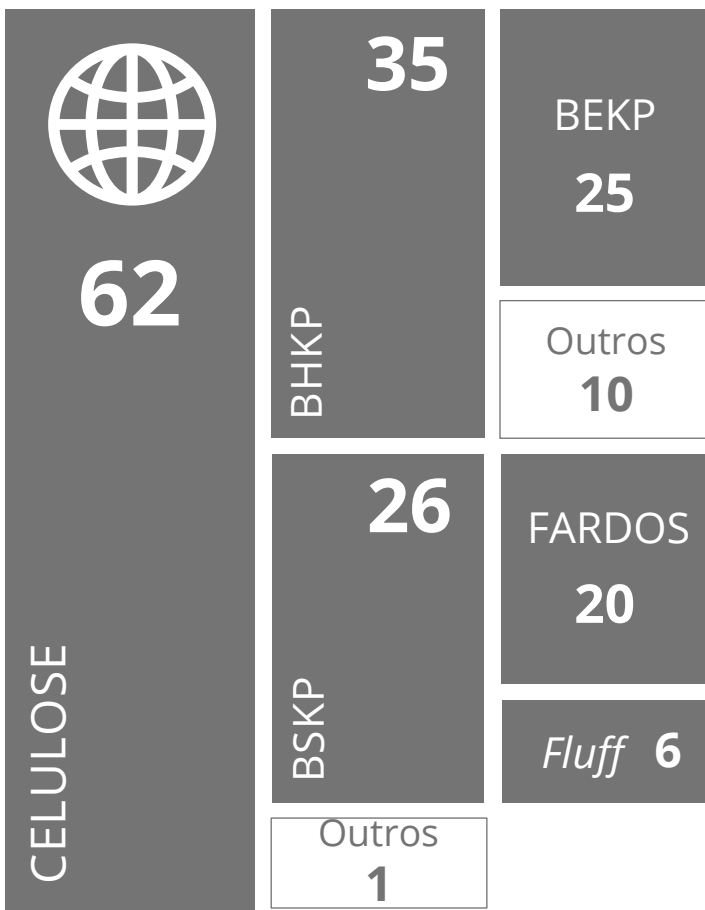 62
CELULOSE
35
BHKP
BEKP
25
Outros
10
26
BSKP
FARDOS
20
Fluff 6
Outros
1